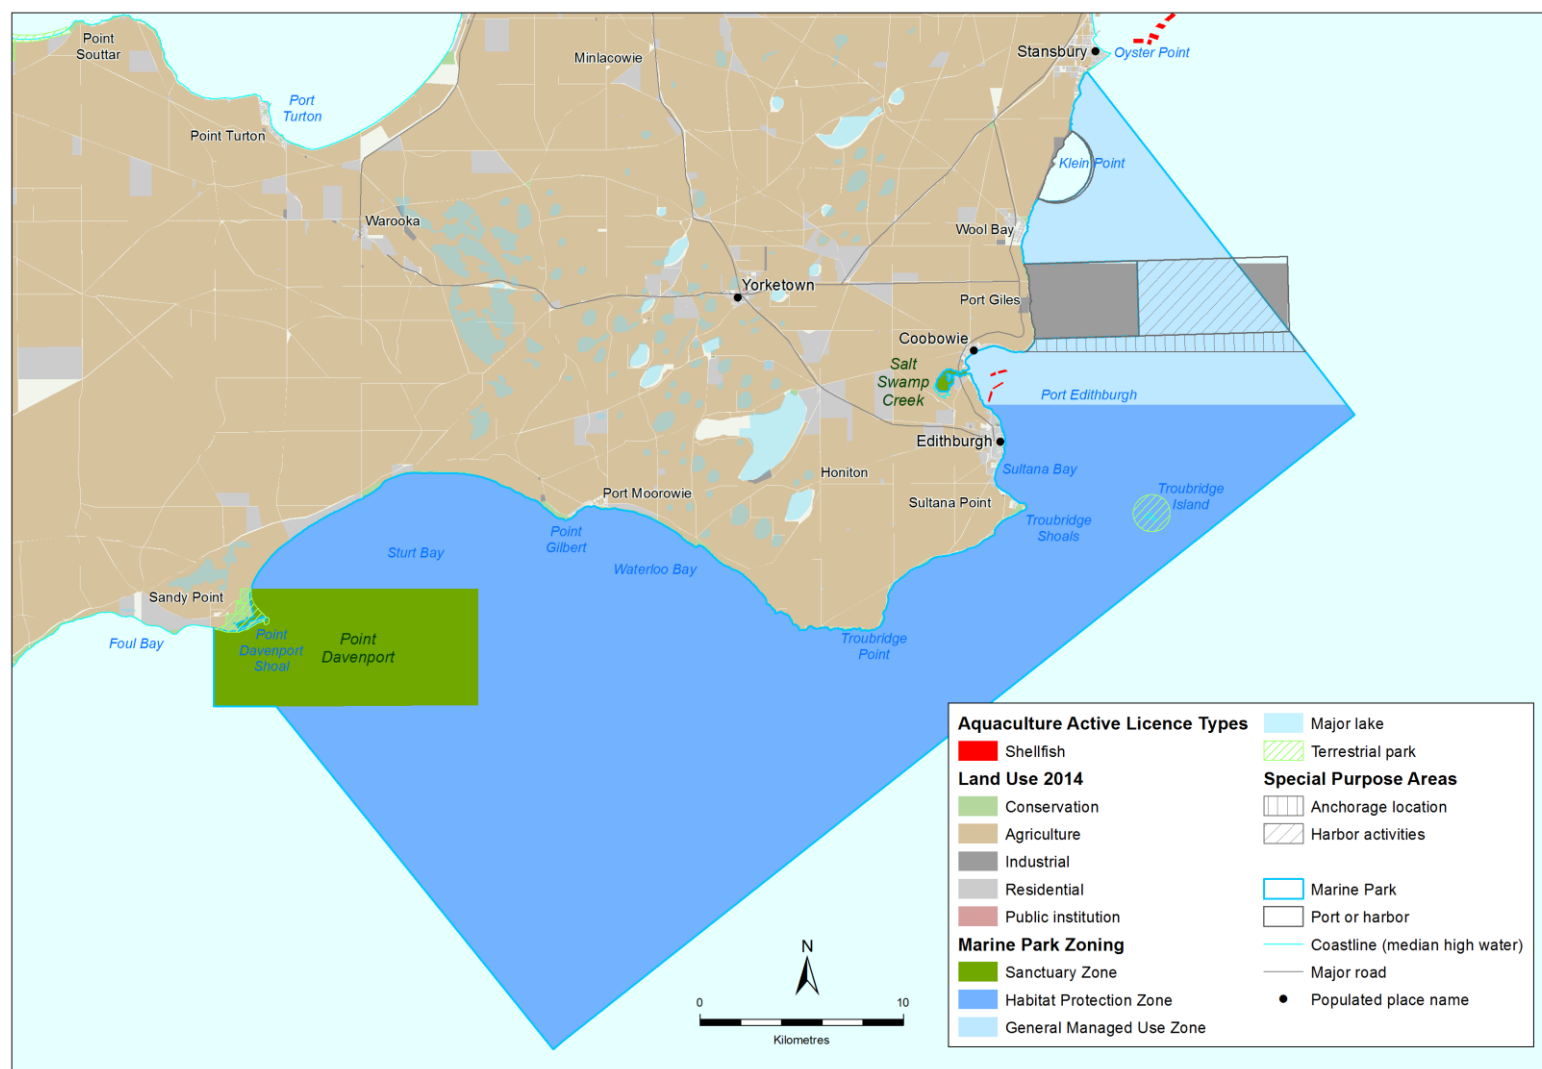 Point
Souttar
Minlacowie
Stansbury
Oyster Point
Port
Turton
Point Turton
Klein Point
Warooka
Wool Bay
Yorketown
Port Giles
Coobowie
Salt
Swamp
Creek
Port Edithburgh
Edithburgh
Honiton
Sultana Bay
Port Moorowie
Sultana Point
Troubridge
Island
Point
Gilbert
Troubridge
Shoals
Sturt Bay
Waterloo Bay
Sandy Point
Foul Bay
Point
Davenport
Shoal
Point
Davenport
Troubridge
Point
Aquaculture Active Licence Types
Shellfish
Land Use 2014
Conservation
Agriculture
Industrial
Residential
Public institution
Marine Park Zoning
Sanctuary Zone
Habitat Protection Zone
General Managed Use Zone
Major lake
Terrestrial park
Special Purpose Areas
Anchorage location
Harbor activities
Marine Park
Port or harbor
Coastline (median high water)
Major road
Populated place name
N
0 10
Kilometres